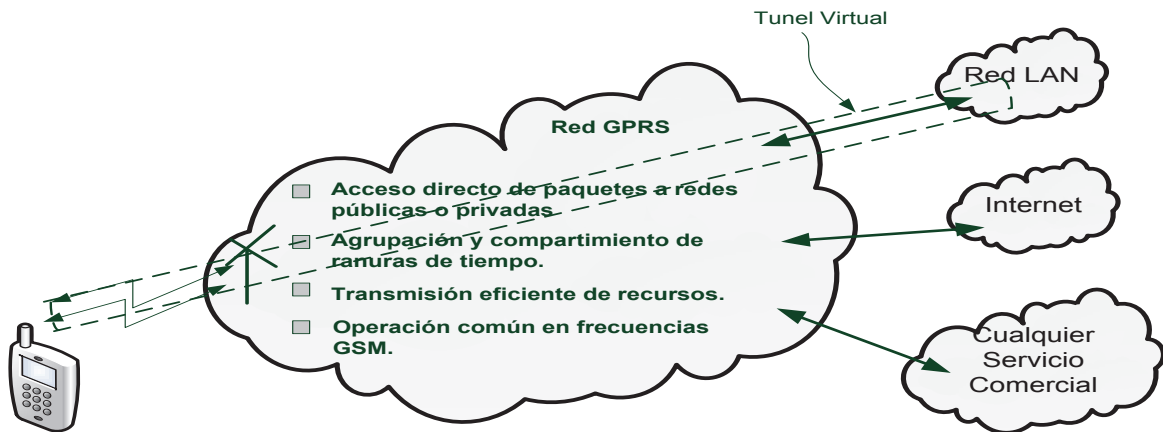 Tunel Virtual
Red LAN
Red GPRS
Acceso directo de paquetes a redes
públicas o privadas
Agrupación y compartimiento de
ranuras de tiempo.
Transmisión eficiente de recursos.
Operación común en frecuencias
GSM.
Internet
Cualquier
Servicio
Comercial